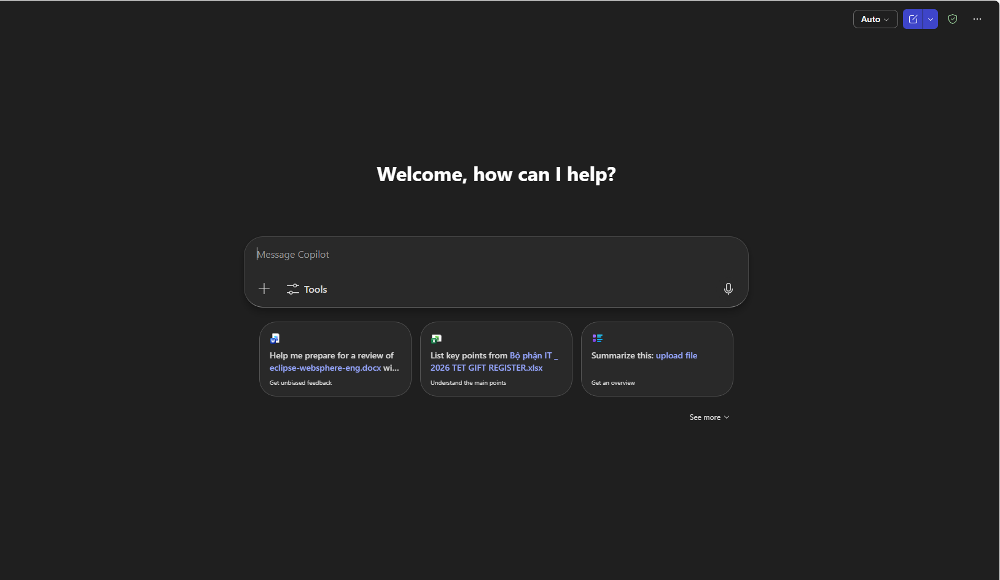 Auto
Welcome, how can I help?
Message Copilot
Tools
Help me prepare for a review of
eclipse-websphere-eng.docx wi...
Get unbiased feedback
List key points from Bộ phận IT _
2026 TET GIFT REGISTER.xlsx
Understand the main points
Summarize this: upload file
Get an overview
See more